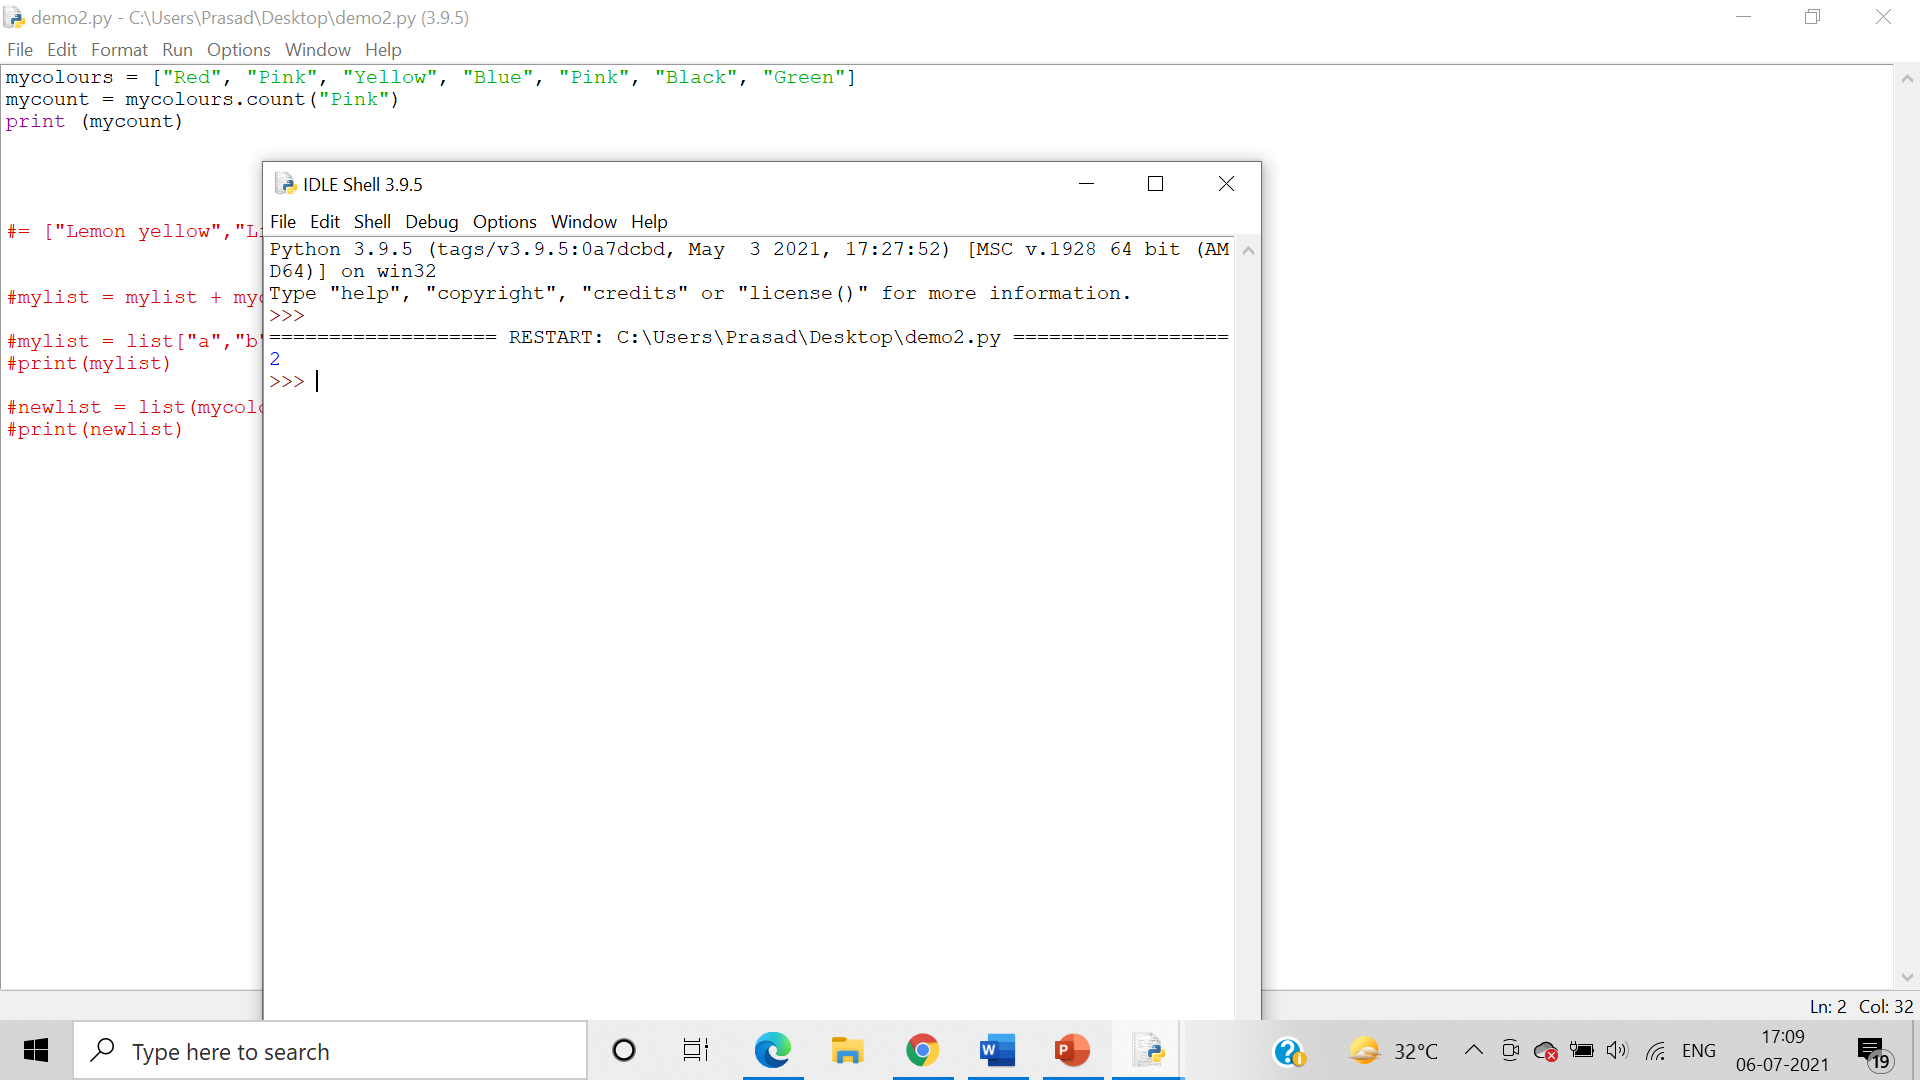 demo2.py - C:\Users\Prasad\Desktop\demo2.py (3.9.5)
File Edit Format Run Options Window Help
mycolours = ["Red", "Pink", "Yellow", "Blue", "Pink", "Black", "Green"]
mycount = mycolours.count("Pink")
print (mycount)
#= ["Lemon yellow","L
#mylist = mylist + myc
#mylist = list["a","b"
#print(mylist)
#newlist = list(mycolo
#print(newlist)
IDLE Shell 3.9.5
File Edit Shell Debug Options Window Help
Python 3.9.5 (tags/v3.9.5:0a7dcbd, May  3 2021, 17:27:52) [MSC v.1928 64 bit (AM
D64)] on win32
Type "help", "copyright", "credits" or "license()" for more information.
>>>
=================== RESTART: C:\Users\Prasad\Desktop\demo2.py ==================
2
>>>
Ln: 2 Col: 32
Type here to search
32°C
ENG
17:09
06-07-2021
19